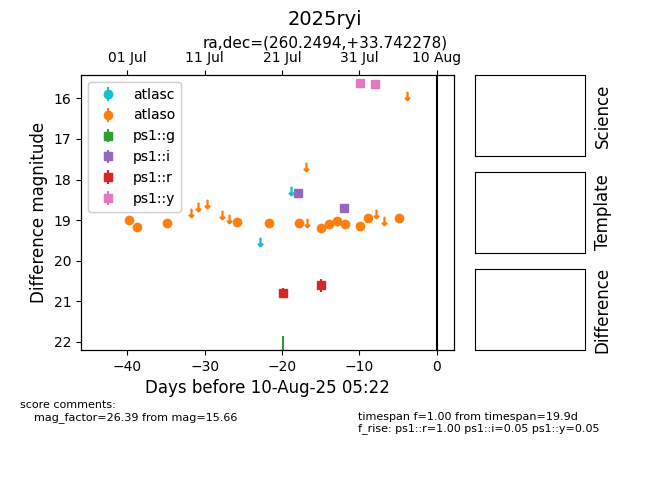 2025ryi
ra,dec=(260.2494,+33.742278)
01 Jul 11 Jul 21 Jul 31 Jul 10 Aug
atlasc
atlaso
ps1::g
ps1::i
ps1::r
ps1::y
16
17
18
19
20
21
22
Difference magnitude
−40 −30 −20 −10 0
Days before 10-Aug-25 05:22
Science
Template
Difference
score comments:
mag_factor=26.39 from mag=15.66
timespan f=1.00 from timespan=19.9d
f_rise: ps1::r=1.00 ps1::i=0.05 ps1::y=0.05